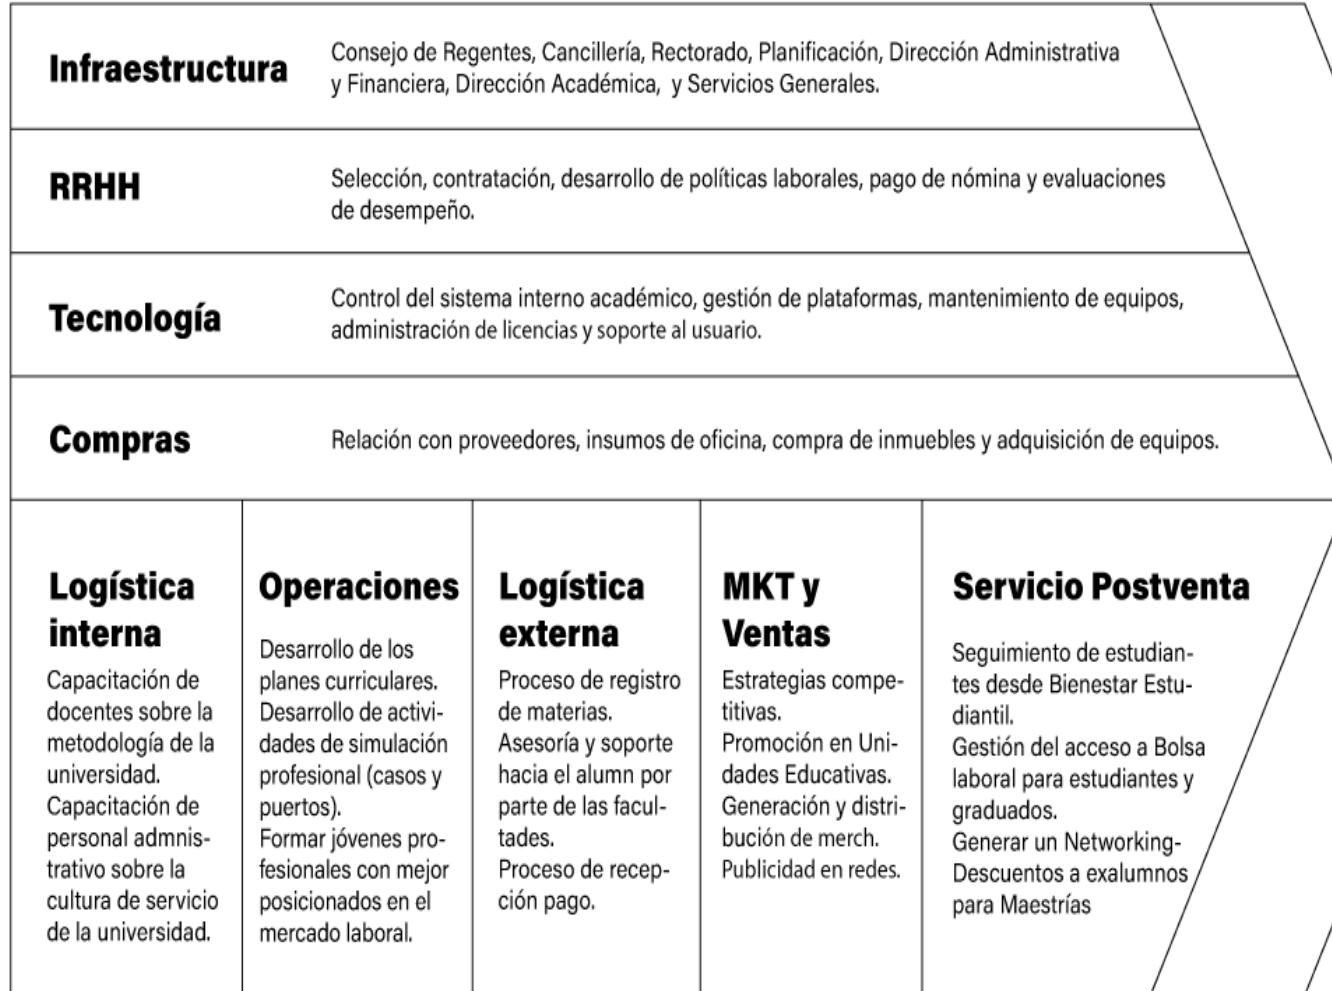 Infraestructura
Consejo de Regentes, Cancillería, Rectorado, Planificación, Dirección Administrativa
y Financiera, Dirección Académica, y Servicios Generales.
RRHH
Selección, contratación, desarrollo de políticas laborales, pago de nómina y evaluaciones
de desempeño.
Tecnología
Control del sistema interno académico, gestión de plataformas, mantenimiento de equipos,
administración de licencias y soporte al usuario.
Compras
Relación con proveedores, insumos de oficina, compra de inmuebles y adquisición de equipos.
Logística
interna
Capacitación de
docentes sobre la
metodología de la
universidad.
Capacitación de
personal admnis-
trativo sobre la
cultura de servicio
de la universidad.
Operaciones
Desarrollo de los
planes curriculares.
Desarrollo de activi-
dades de simulación
profesional (casos y
puertos).
Formar jóvenes pro-
fesionales con mejor
posicionados en el
mercado laboral.
Logística
externa
Proceso de registro
de materias.
Asesoría y soporte
hacia el alumn por
parte de las facul-
tades.
Proceso de recep-
ción pago.
MKT y
Ventas
Estrategias compe-
titivas.
Promoción en Uni-
dades Educativas.
Generación y distri-
bución de merch.
Publicidad en redes.
Servicio Postventa
Seguimiento de estudian-
tes desde Bienestar Estu-
diantil.
Gestión del acceso a Bolsa
laboral para estudiantes y
graduados.
Generar un Networking-
Descuentos a exalumnos
para Maestrías